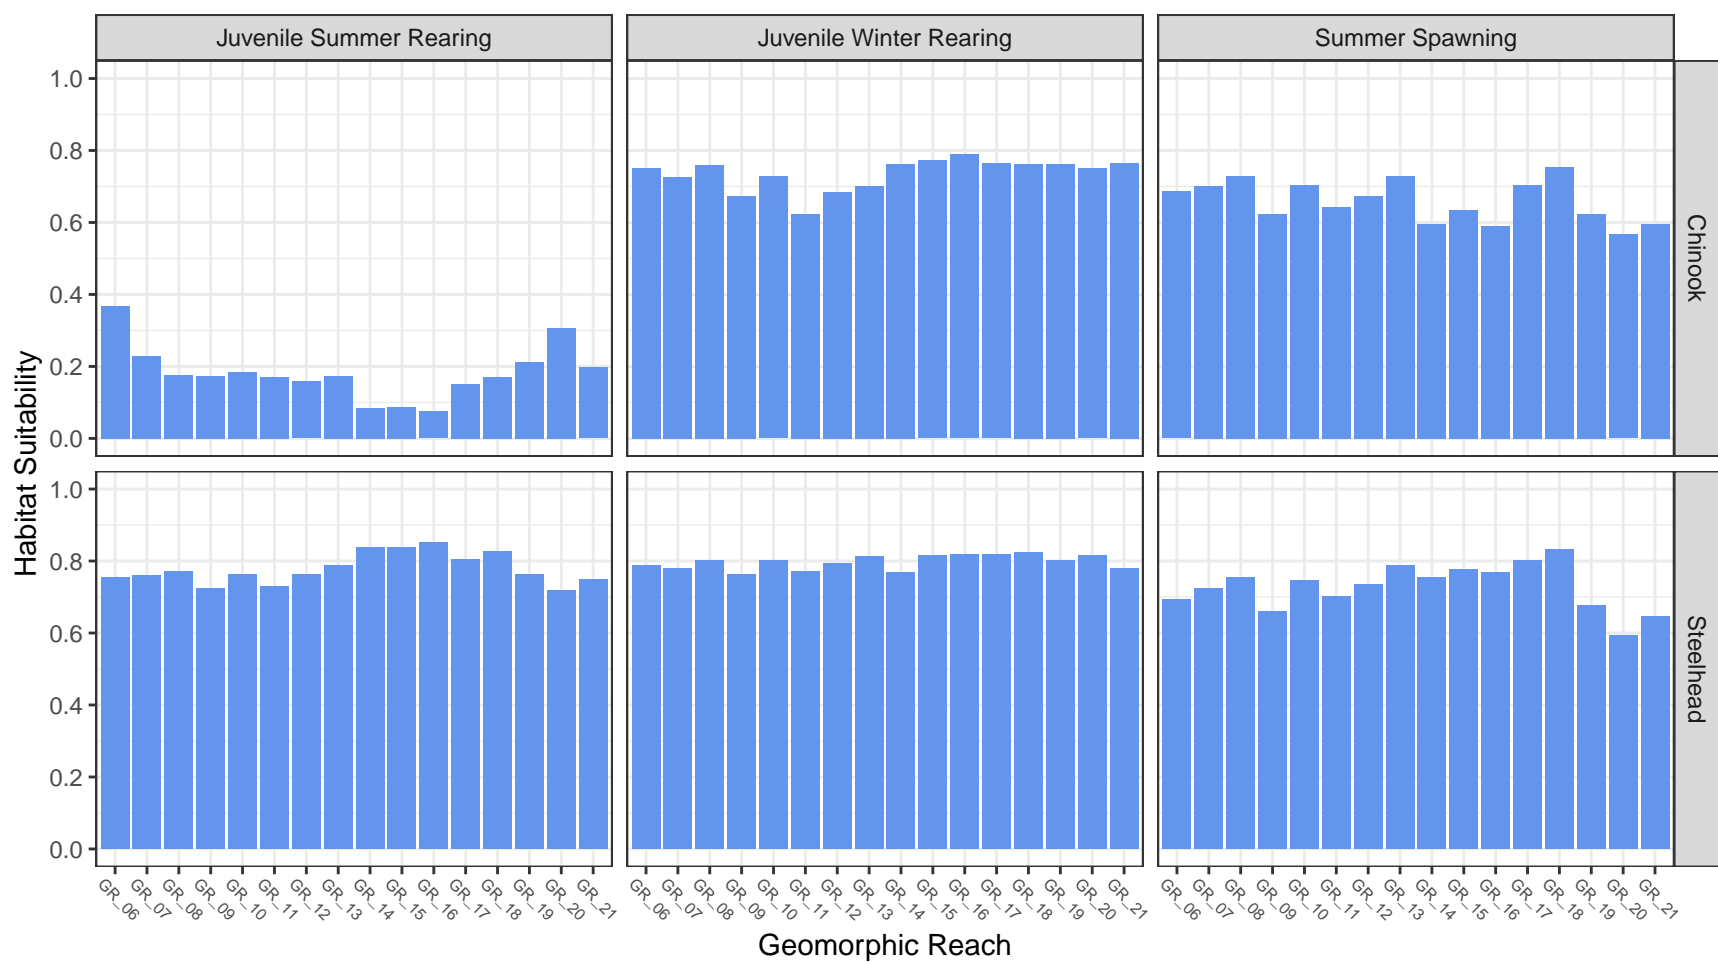 Juvenile Summer Rearing Juvenile Winter Rearing Summer Spawning
1.0
0.8
0.6
0.4
0.2
0.0
Chinook
Habitat Suitability
1.0
0.8
0.6
0.4
0.2
0.0
Steelhead
GR_06 GR_07 GR_08 GR_09 GR_10 GR_11 GR_12 GR_13 GR_14 GR_15 GR_16 GR_17 GR_18 GR_19 GR_20 GR_21 GR_06 GR_07 GR_08 GR_09 GR_10 GR_11 GR_12 GR_13 GR_14 GR_15 GR_16 GR_17 GR_18 GR_19 GR_20 GR_21 GR_06 GR_07 GR_08 GR_09 GR_10 GR_11 GR_12 GR_13 GR_14 GR_15 GR_16 GR_17 GR_18 GR_19 GR_20 GR_21
Geomorphic Reach